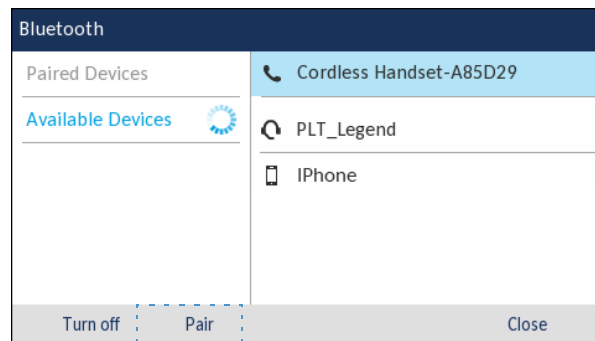 Bluetooth
Paired Devices
Available Devices
Cordless Handset-A85D29
PLT_Legend
IPhone
Turn off Pair Close